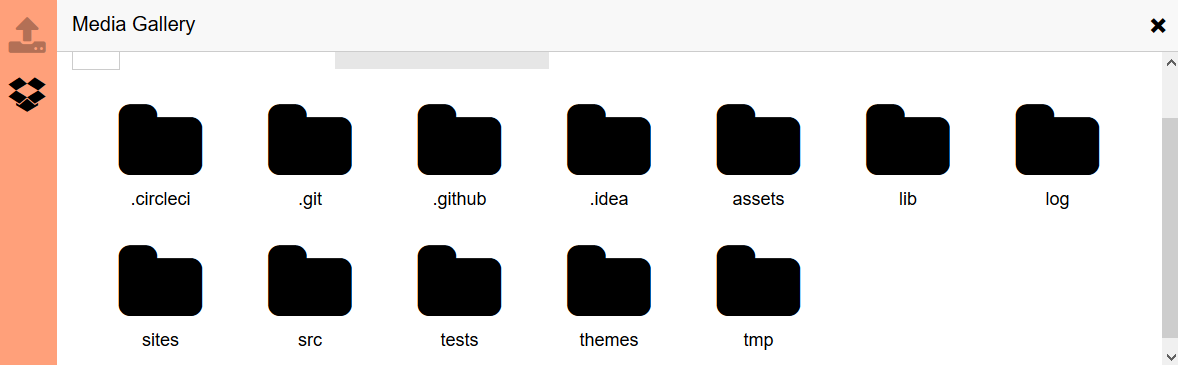 Media Gallery
.circleci .git .github .idea assets lib log
sites src tests themes tmp